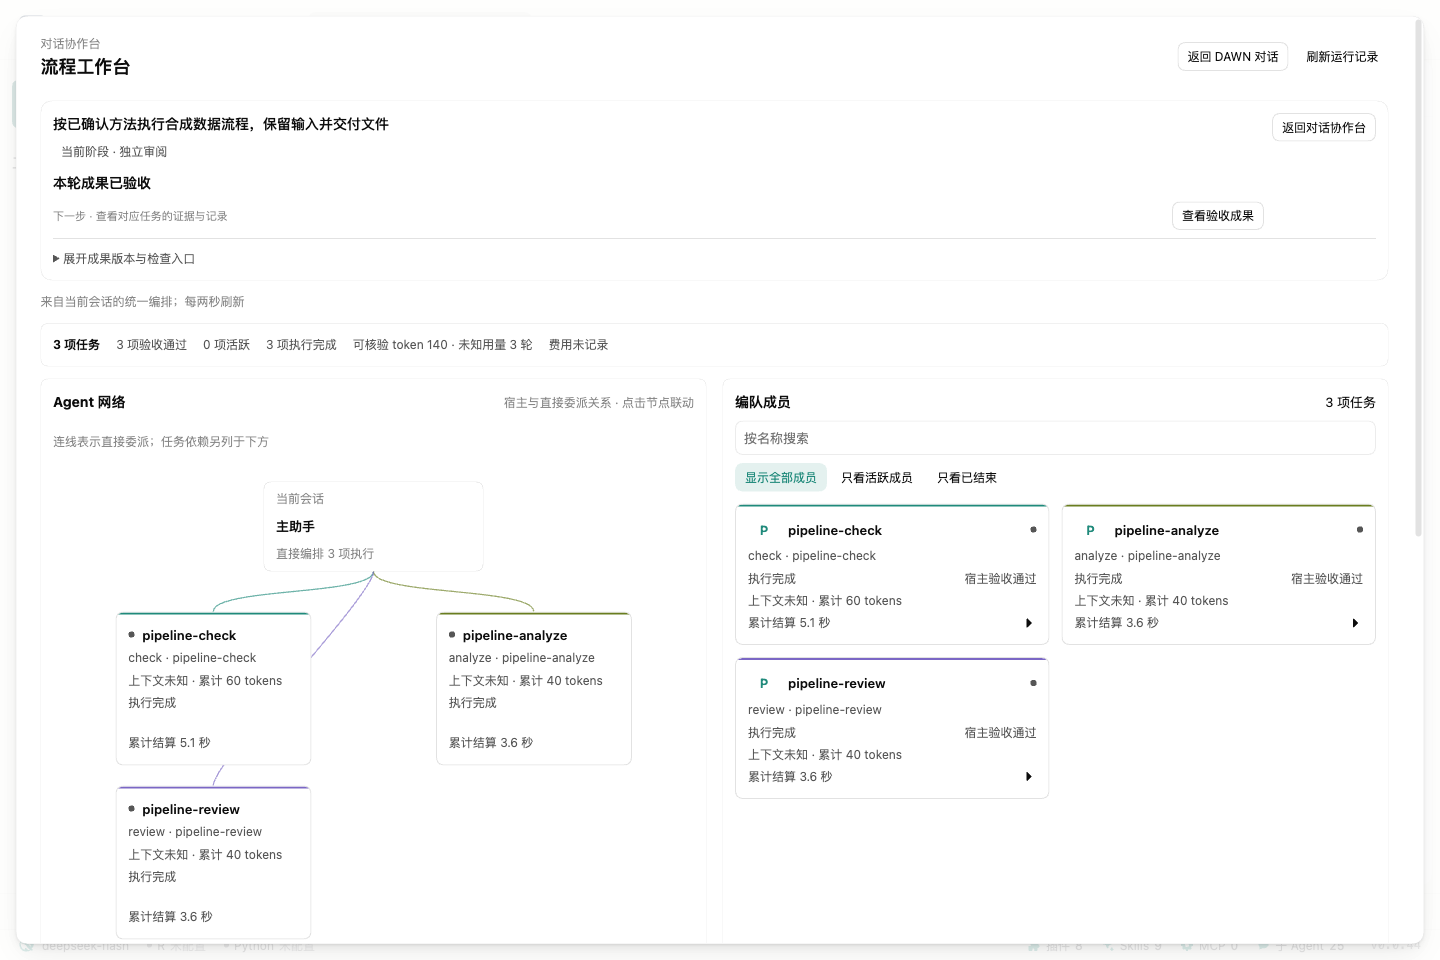 对话协作台
流程工作台
返回 DAWN 对话
刷新运行记录
按已确认方法执行合成数据流程，保留输入并交付文件
返回对话协作台
当前阶段 · 独立审阅
本轮成果已验收
下一步 · 查看对应任务的证据与记录
查看验收成果
展开成果版本与检查入口
来自当前会话的统一编排；每两秒刷新
3 项任务 3 项验收通过 0 项活跃 3 项执行完成 可核验 token 140 · 未知用量 3 轮 费用未记录
Agent 网络
宿主与直接委派关系 · 点击节点联动
连线表示直接委派；任务依赖另列于下方
当前会话
主助手
直接编排 3 项执行
pipeline-check
check · pipeline-check
上下文未知 · 累计 60 tokens
执行完成
累计结算 5.1 秒
pipeline-analyze
analyze · pipeline-analyze
上下文未知 · 累计 40 tokens
执行完成
累计结算 3.6 秒
pipeline-review
review · pipeline-review
上下文未知 · 累计 40 tokens
执行完成
累计结算 3.6 秒
编队成员
3 项任务
按名称搜索
显示全部成员 只看活跃成员 只看已结束
P pipeline-check
check · pipeline-check
执行完成 宿主验收通过
上下文未知 · 累计 60 tokens
累计结算 5.1 秒
P pipeline-analyze
analyze · pipeline-analyze
执行完成 宿主验收通过
上下文未知 · 累计 40 tokens
累计结算 3.6 秒
P pipeline-review
review · pipeline-review
执行完成 宿主验收通过
上下文未知 · 累计 40 tokens
累计结算 3.6 秒
R 未配置 Python 未配置 插件 8 Skills 9 MCP 0 子 Agent 25